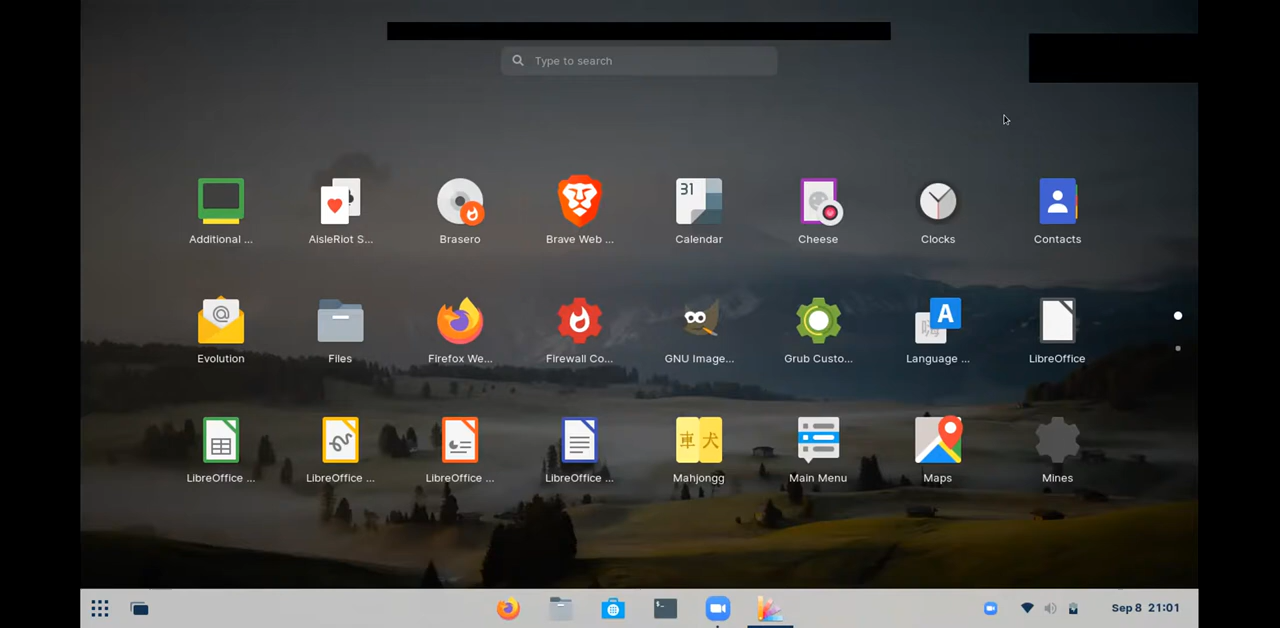 Type to search
Additional ...
AisleRiot S...
Brasero
Brave Web ...
31
Calendar
Cheese
Clocks
Contacts
@
Evolution
Files
Firefox We...
Firewall Co...
GNU Image...
Grub Custo...
A
嗨
Language ...
LibreOffice
LibreOffice ...
LibreOffice ...
LibreOffice ...
LibreOffice ...
車 犬
Mahjongg
Main Menu
Maps
Mines
$_
Sep 8 21:01